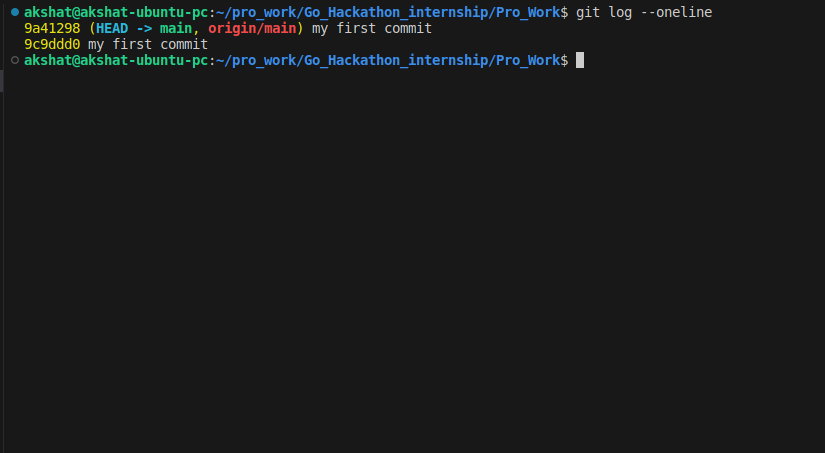 akshat@akshat-ubuntu-pc:~/pro_work/Go_Hackathon_internship/Pro_Work$ git log --oneline
9a41298 (HEAD -> main, origin/main) my first commit
9c9ddd0 my first commit
akshat@akshat-ubuntu-pc:~/pro_work/Go_Hackathon_internship/Pro_Work$